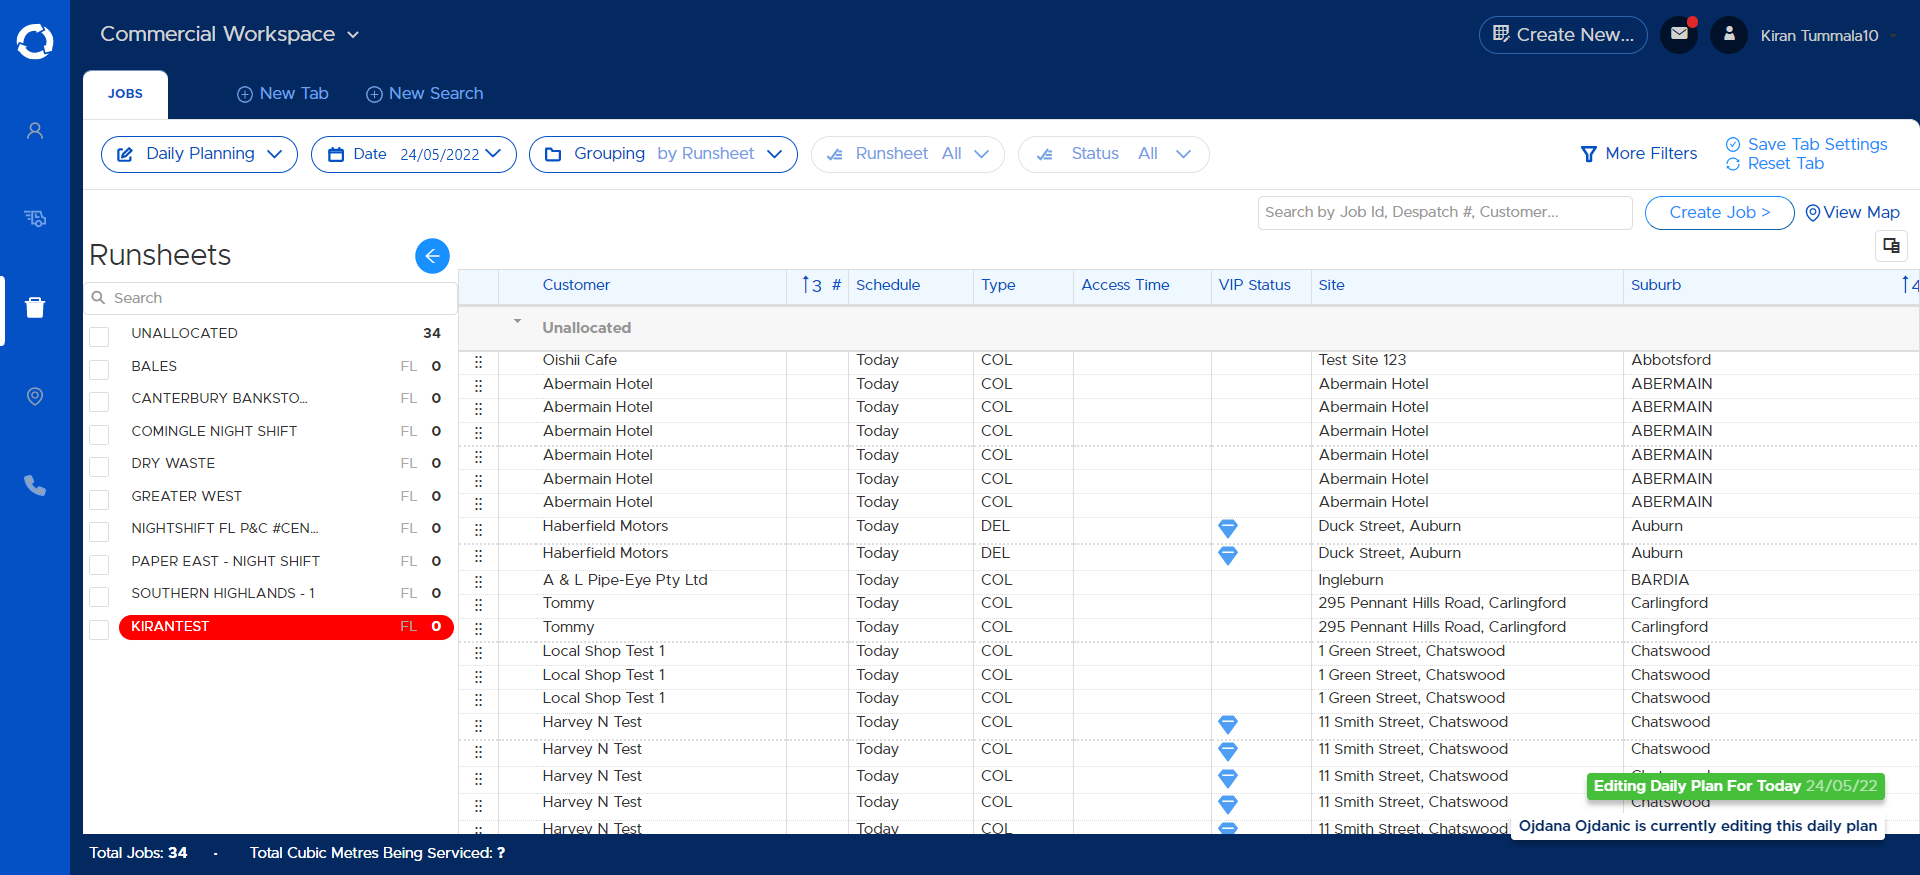 Commercial Workspace
Create New...
Kiran Tummala10
JOBS
New Tab
New Search
Daily Planning
Date 24/05/2022
Grouping by Runsheet
Runsheet All
Status All
More Filters
Save Tab Settings
Reset Tab
Search by Job Id, Despatch #, Customer...
Create Job >
View Map
Runsheets
Search
UNALLOCATED 34
BALES FL 0
CANTERBURY BANKSTO... FL 0
COMINGLE NIGHT SHIFT FL 0
DRY WASTE FL 0
GREATER WEST FL 0
NIGHTSHIFT FL P&C #CEN... FL 0
PAPER EAST - NIGHT SHIFT FL 0
SOUTHERN HIGHLANDS - 1 FL 0
KIRANTEST FL 0
Customer 3 # Schedule Type Access Time VIP Status Site Suburb 4
Unallocated
Oishii Cafe Today COL Test Site 123 Abbotsford
Abermain Hotel Today COL Abermain Hotel ABERMAIN
Abermain Hotel Today COL Abermain Hotel ABERMAIN
Abermain Hotel Today COL Abermain Hotel ABERMAIN
Abermain Hotel Today COL Abermain Hotel ABERMAIN
Abermain Hotel Today COL Abermain Hotel ABERMAIN
Abermain Hotel Today COL Abermain Hotel ABERMAIN
Haberfield Motors Today DEL Duck Street, Auburn Auburn
Haberfield Motors Today DEL Duck Street, Auburn Auburn
A & L Pipe-Eye Pty Ltd Today COL Ingleburn BARDIA
Tommy Today COL 295 Pennant Hills Road, Carlingford Carlingford
Tommy Today COL 295 Pennant Hills Road, Carlingford Carlingford
Local Shop Test 1 Today COL 1 Green Street, Chatswood Chatswood
Local Shop Test 1 Today COL 1 Green Street, Chatswood Chatswood
Local Shop Test 1 Today COL 1 Green Street, Chatswood Chatswood
Harvey N Test Today COL 11 Smith Street, Chatswood Chatswood
Harvey N Test Today COL 11 Smith Street, Chatswood Chatswood
Harvey N Test Today COL 11 Smith Street, Chatswood
Editing Daily Plan For Today 24/05/22
Harvey N Test Today COL 11 Smith Street, Chatswood Chatswood
Harvey N Test Today COL 11 Smith Street, Chatswood
Ojdana Ojdanic is currently editing this daily plan
Total Jobs: 34 · Total Cubic Metres Being Serviced: ?